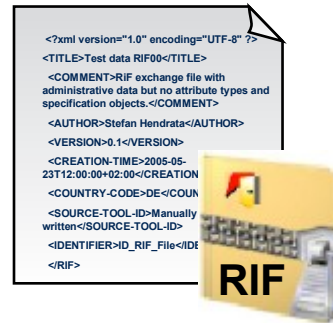 <?xml version="1.0" encoding="UTF-8" ?>
<TITLE>Test data RIF00</TITLE>
<COMMENT>RiF exchange file with
administrative data but no attribute types and
specification objects.</COMMENT>
<AUTHOR>Stefan Hendrata</AUTHOR>
<VERSION>0.1</VERSION>
<CREATION-TIME>2005-05-
23T12:00:00+02:00</CREATION
<COUNTRY-CODE>DE</COUN
<SOURCE-TOOL-ID>Manually
written</SOURCE-TOOL-ID>
<IDENTIFIER>ID_RIF_File</IDE
</RIF>
RIF